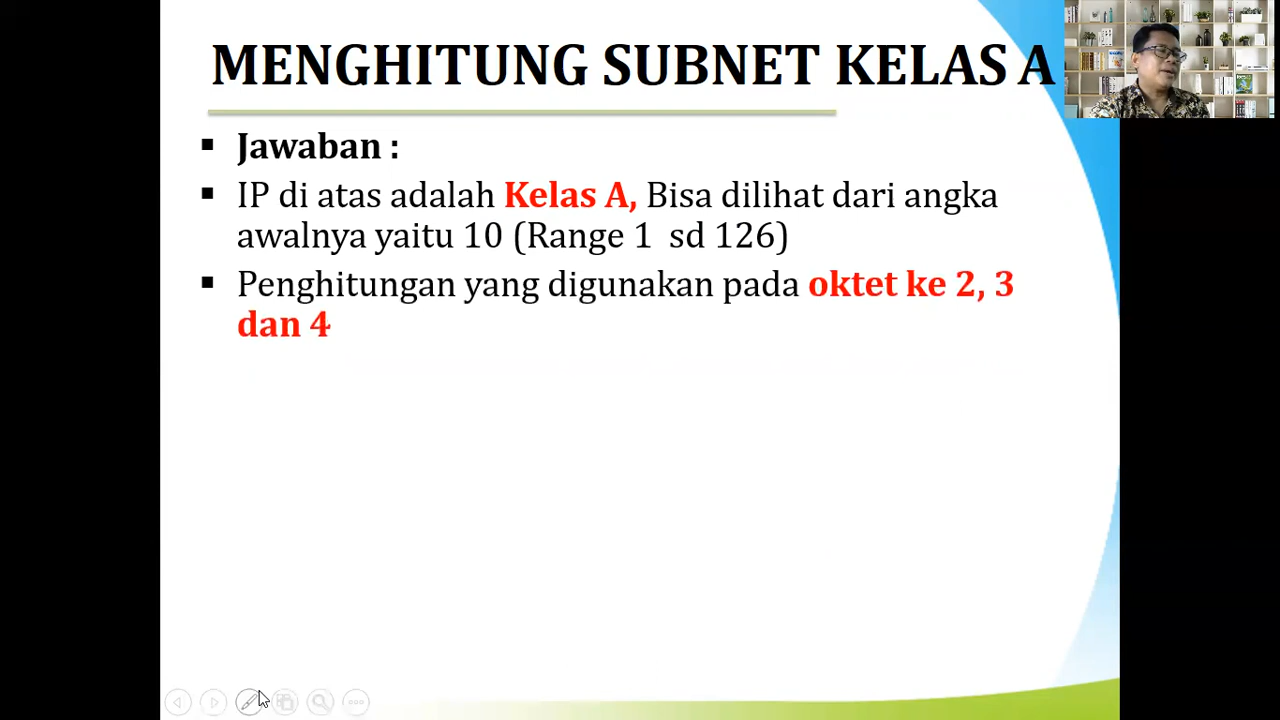 MENGHITUNG SUBNET KELAS A
▪ Jawaban :
▪ IP di atas adalah Kelas A, Bisa dilihat dari angka
awalnya yaitu 10 (Range 1 sd 126)
▪ Penghitungan yang digunakan pada oktet ke 2, 3
dan 4